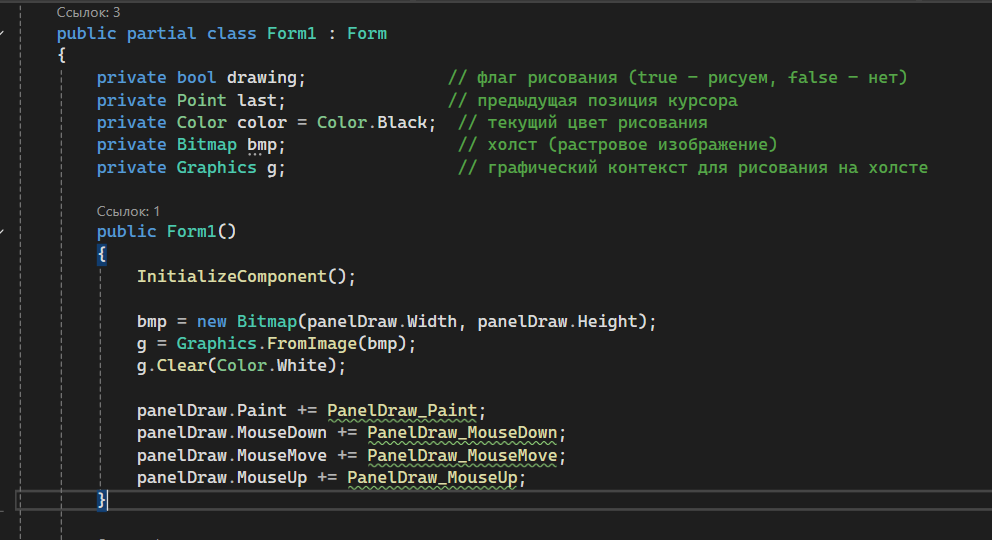 Ссылок: 3
public partial class Form1 : Form
{
private bool drawing; // флаг рисования (true – рисуем, false – нет)
private Point last; // предыдущая позиция курсора
private Color color = Color.Black; // текущий цвет рисования
private Bitmap bmp; // холст (растровое изображение)
private Graphics g; // графический контекст для рисования на холсте
Ссылок: 1
public Form1()
{
InitializeComponent();
bmp = new Bitmap(panelDraw.Width, panelDraw.Height);
g = Graphics.FromImage(bmp);
g.Clear(Color.White);
panelDraw.Paint += PanelDraw_Paint;
panelDraw.MouseDown += PanelDraw_MouseDown;
panelDraw.MouseMove += PanelDraw_MouseMove;
panelDraw.MouseUp += PanelDraw_MouseUp;
}